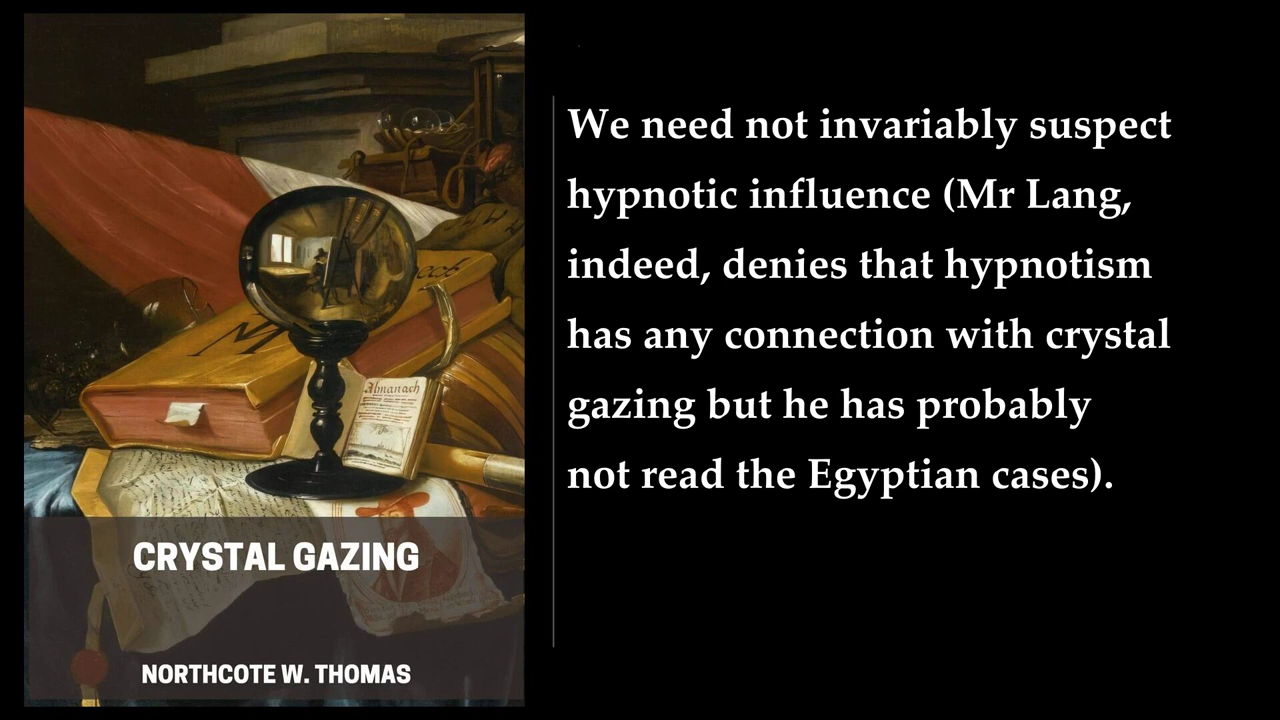 M
Almanach
CRYSTAL GAZING
NORTHCOTE W. THOMAS
We need not invariably suspect
hypnotic influence (Mr Lang,
indeed, denies that hypnotism
has any connection with crystal
gazing but he has probably
not read the Egyptian cases).